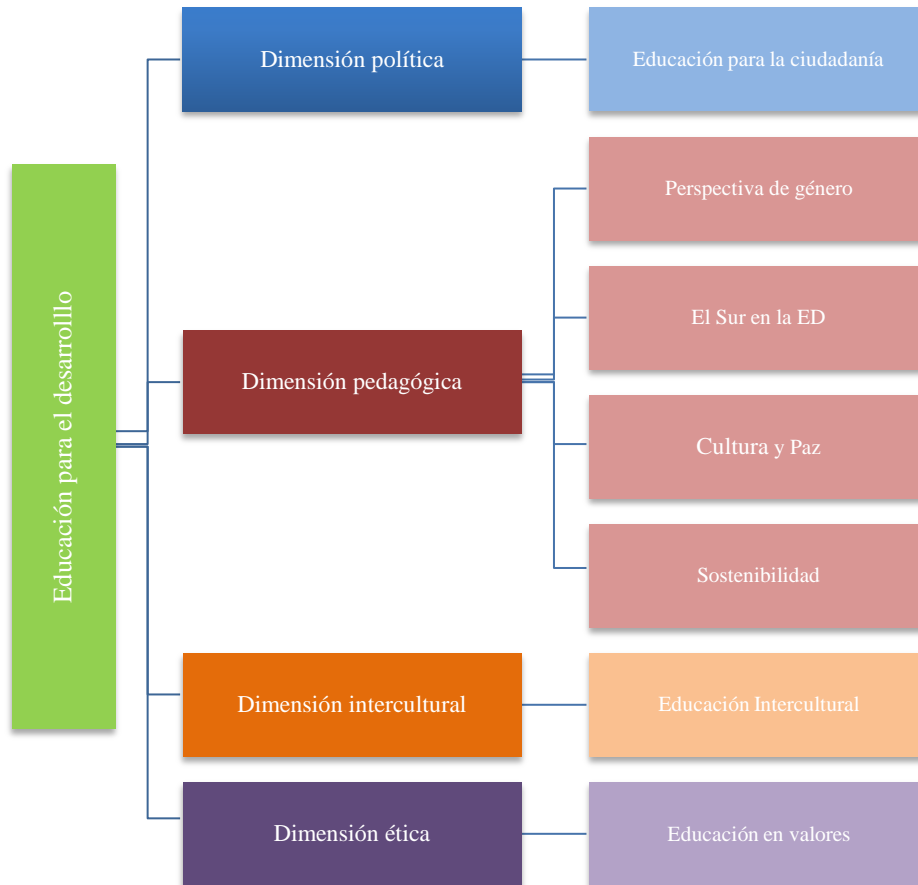 Educación para el desarrolllo
Dimensión política
Educación para la ciudadanía
Dimensión pedagógica
Perspectiva de género
El Sur en la ED
Cultura y Paz
Sostenibilidad
Dimensión intercultural
Educación Intercultural
Dimensión ética
Educación en valores